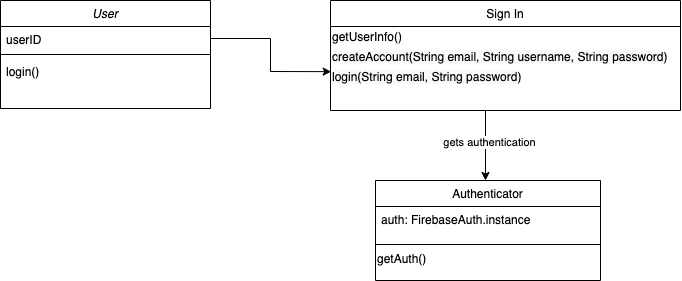 User
userID
login()
Sign In
getUserInfo()
createAccount(String email, String username, String password)
login(String email, String password)
gets authentication
Authenticator
auth: FirebaseAuth.instance
getAuth()